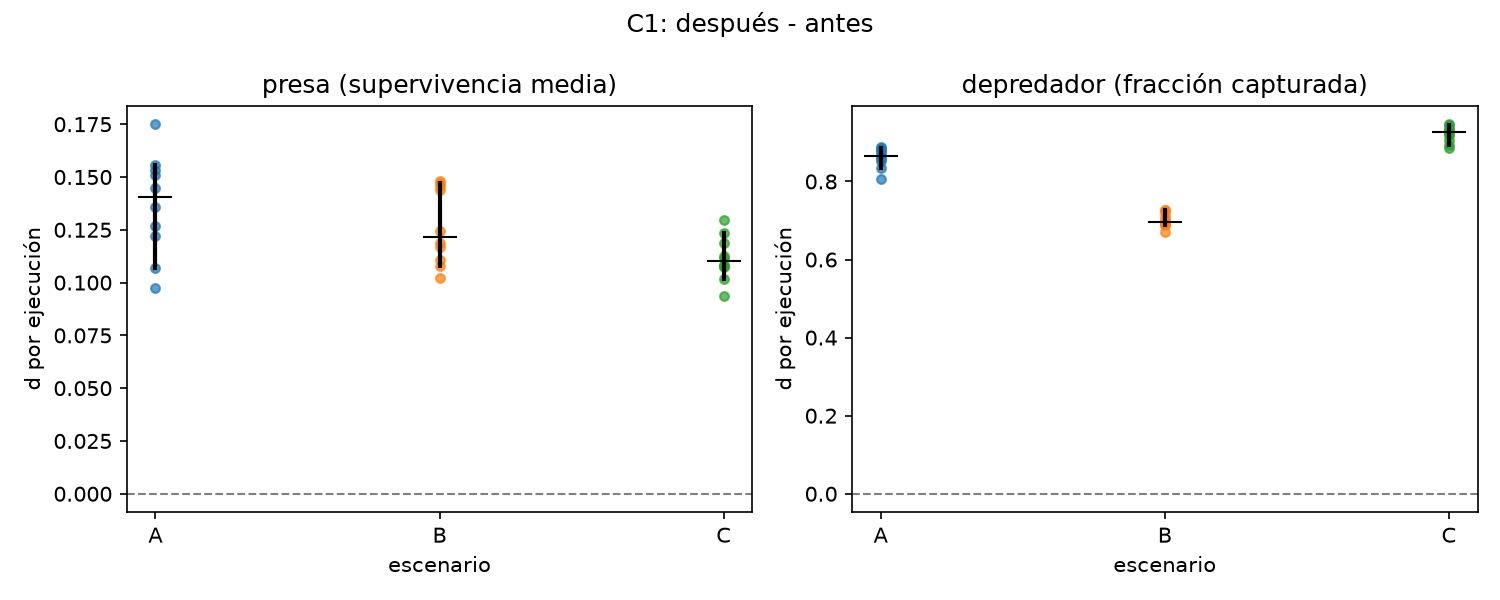 C1: después - antes
presa (supervivencia media)
d por ejecución
0.175
0.150
0.125
0.100
0.075
0.050
0.025
0.000
A
B
C
escenario
depredador (fracción capturada)
d por ejecución
0.8
0.6
0.4
0.2
0.0
A
B
C
escenario